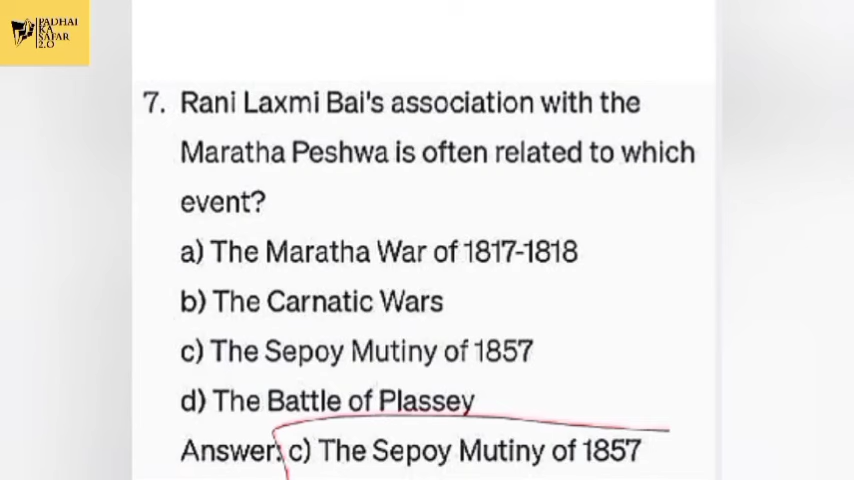 PADHAI
KA
SAFAR
2.O
7. Rani Laxmi Bai's association with the
Maratha Peshwa is often related to which
event?
a) The Maratha War of 1817-1818
b) The Carnatic Wars
c) The Sepoy Mutiny of 1857
d) The Battle of Plassey
Answer: c) The Sepoy Mutiny of 1857